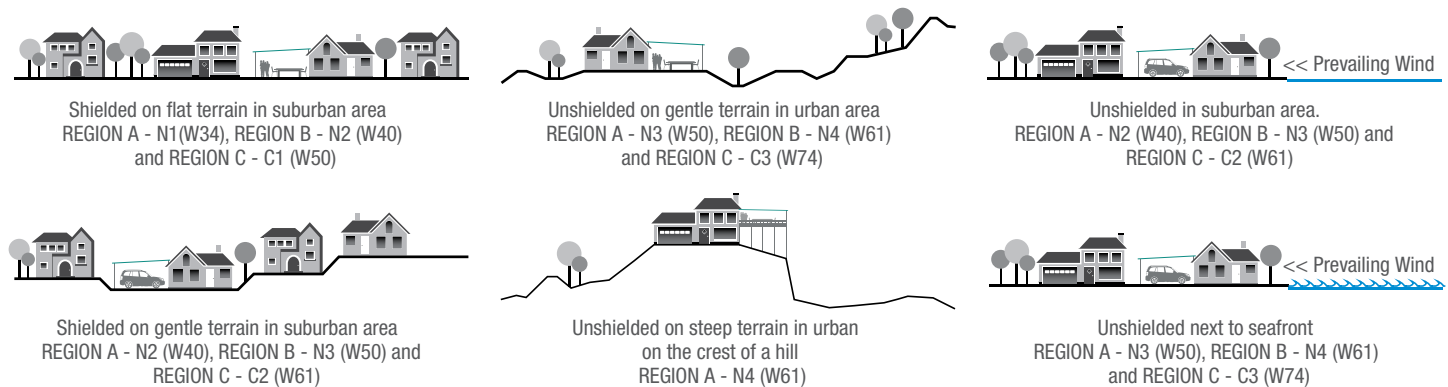 Shielded on flat terrain in suburban area
REGION A - N1(W34), REGION B - N2 (W40)
and REGION C - C1 (W50)
Unshielded on gentle terrain in urban area
REGION A - N3 (W50), REGION B - N4 (W61)
and REGION C - C3 (W74)
<< Prevailing Wind
Unshielded in suburban area.
REGION A - N2 (W40), REGION B - N3 (W50) and
REGION C - C2 (W61)
Shielded on gentle terrain in suburban area
REGION A - N2 (W40), REGION B - N3 (W50) and
REGION C - C2 (W61)
Unshielded on steep terrain in urban
on the crest of a hill
REGION A - N4 (W61)
<< Prevailing Wind
Unshielded next to seafront
REGION A - N3 (W50), REGION B - N4 (W61)
and REGION C - C3 (W74)